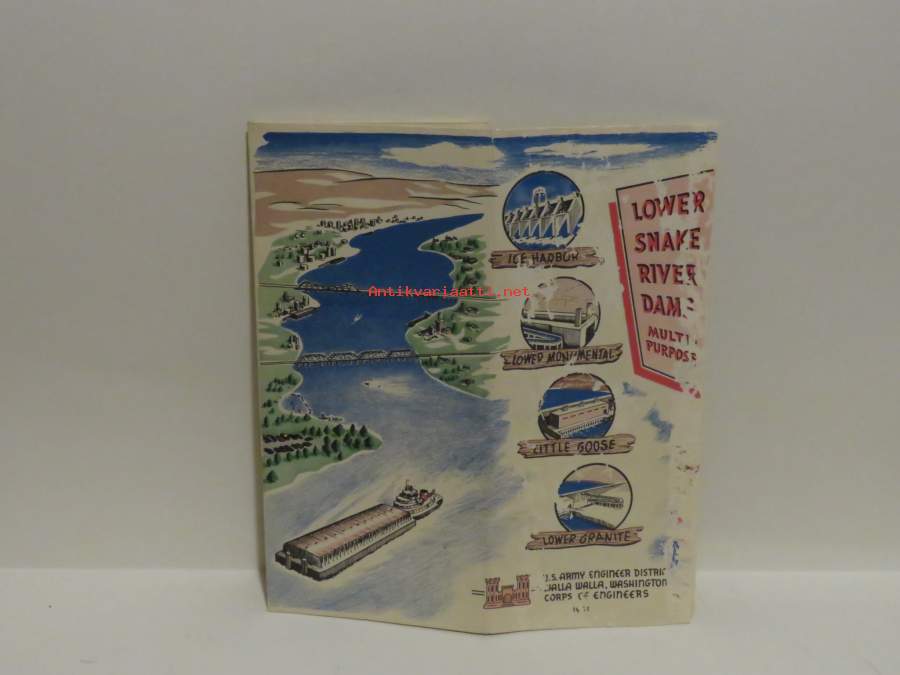 LOWER
SNAKE
RIVER
DAM
MULTI
PURPOSE
ICE HARBOR
LOWER MONUMENTAL
LITTLE GOOSE
LOWER GRANITE
U.S. ARMY ENGINEER DISTRI
WALLA WALLA, WASHINGTON
CORPS OF ENGINEERS
Antikvariaatti.net